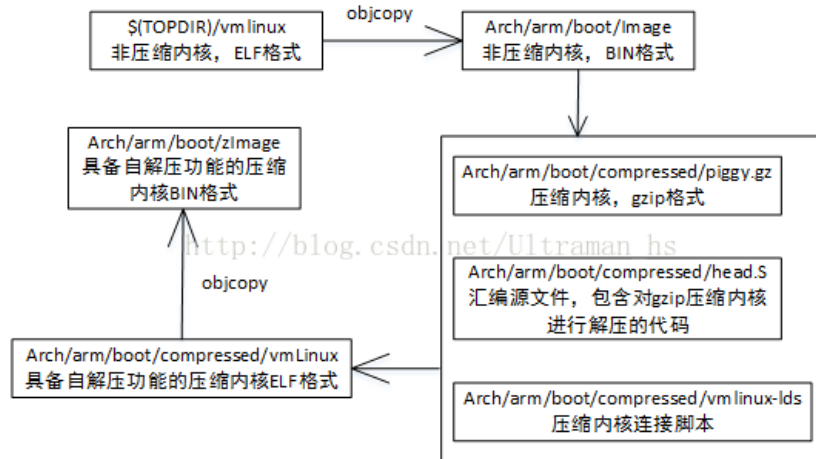 $(TOPDIR)/vmlinux
非压缩内核，ELF格式
objcopy
Arch/arm/boot/Image
非压缩内核，BIN格式
Arch/arm/boot/zImage
具备自解压功能的压缩
内核BIN格式
Arch/arm/boot/compressed/piggy.gz
压缩内核，gzip格式
http://blog.csdn.net/Ultraman_hs
Arch/arm/boot/compressed/head.S
汇编源文件，包含对gzip压缩内核
进行解压的代码
objcopy
Arch/arm/boot/compressed/vmLinux
具备自解压功能的压缩内核ELF格式
Arch/arm/boot/compressed/vmlinux-lds
压缩内核连接脚本